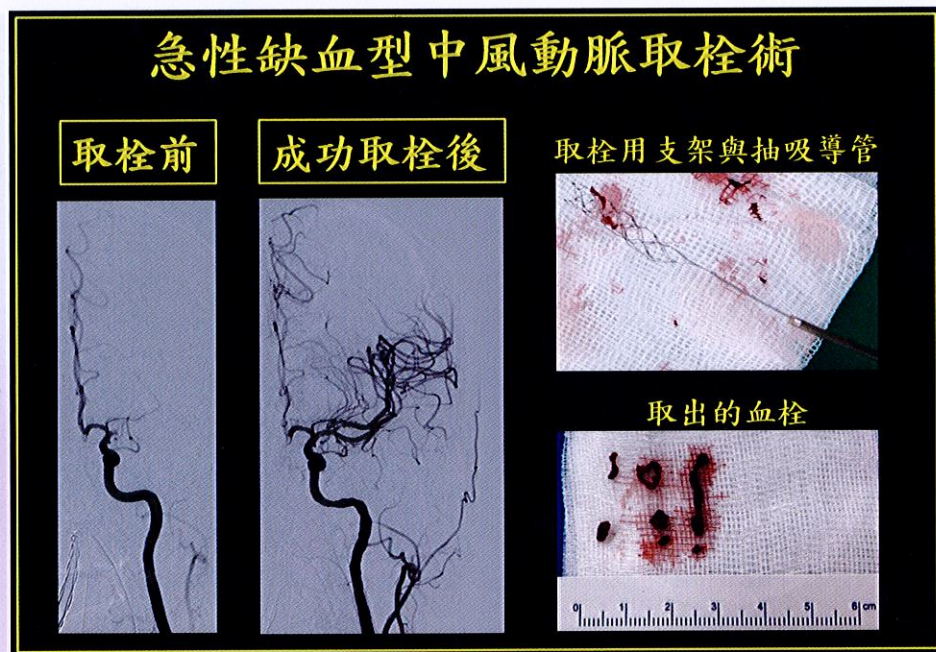 急性缺血型中風動脈取栓術
取栓前
成功取栓後
取栓用支架與抽吸導管
取出的血栓
0 1 2 3 4 5 6 cm